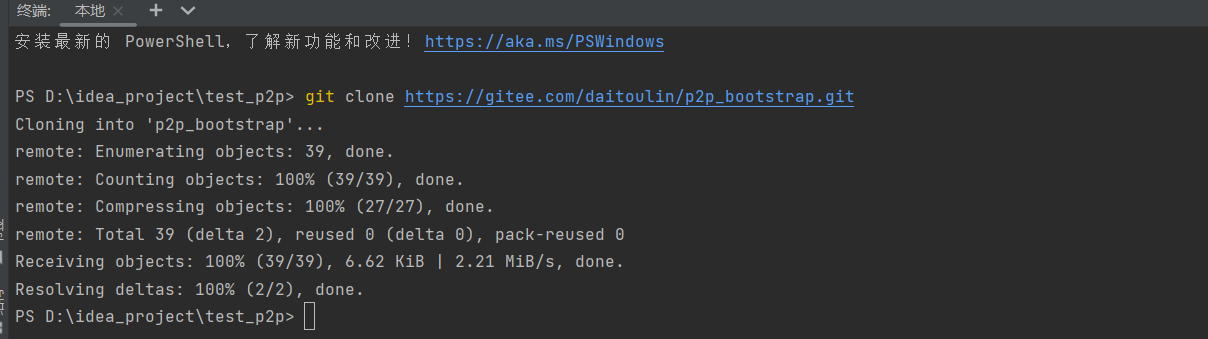 终端: 本地
安装最新的 PowerShell，了解新功能和改进！https://aka.ms/PSWindows
PS D:\idea_project\test_p2p> git clone https://gitee.com/daitoulin/p2p_bootstrap.git
Cloning into 'p2p_bootstrap'...
remote: Enumerating objects: 39, done.
remote: Counting objects: 100% (39/39), done.
remote: Compressing objects: 100% (27/27), done.
remote: Total 39 (delta 2), reused 0 (delta 0), pack-reused 0
Receiving objects: 100% (39/39), 6.62 KiB | 2.21 MiB/s, done.
Resolving deltas: 100% (2/2), done.
PS D:\idea_project\test_p2p>